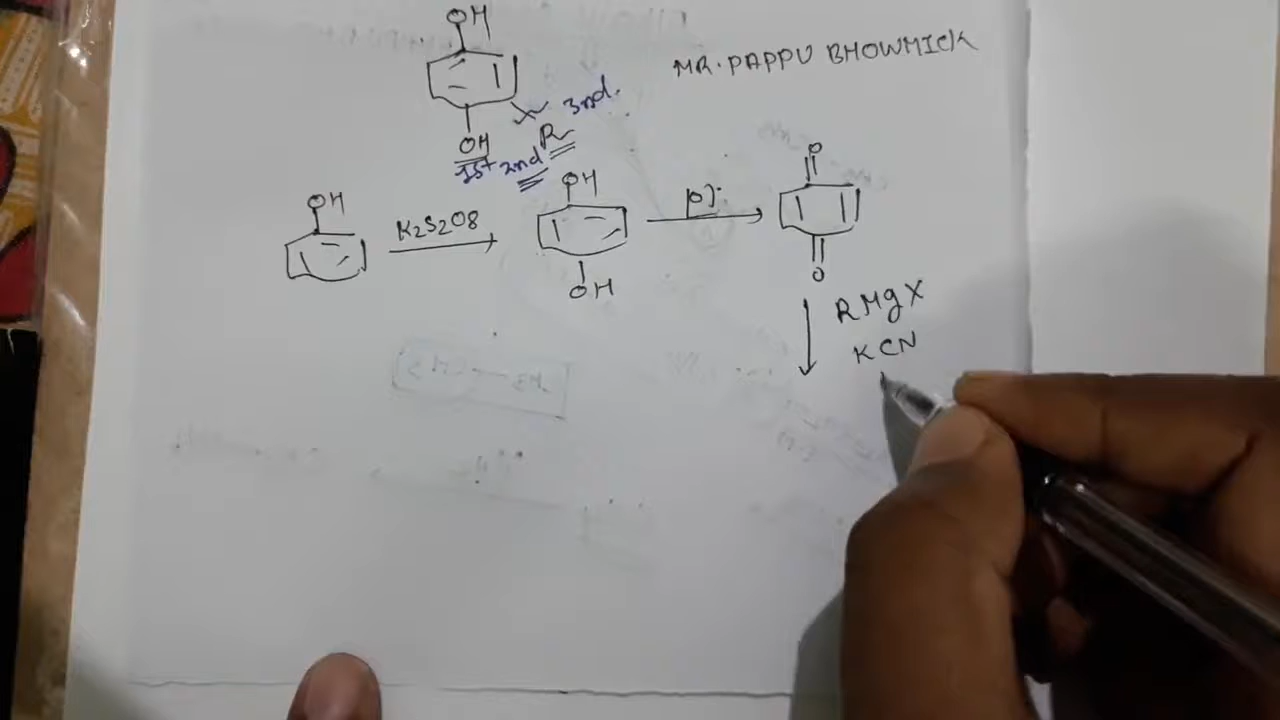 OH
MR. PAPPU BHOWMICK
OH X 3rd.
1st 2nd R
OH K2S2O8 OH [O] O
OH O
RMgX
KCN